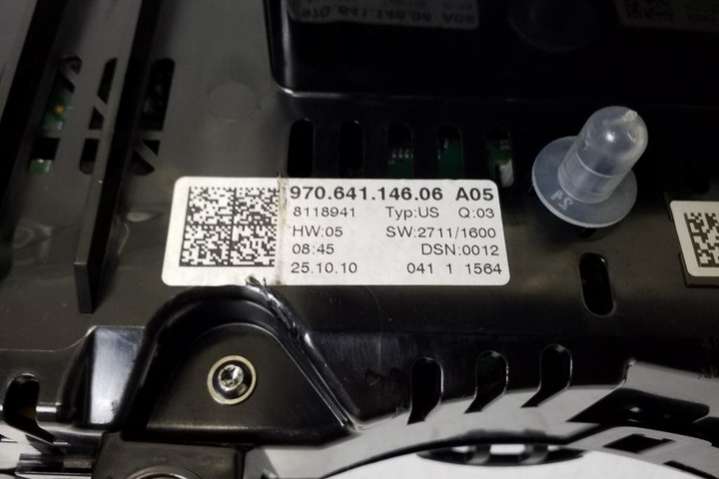 970.641.146.06 A05
8118941 Typ:US Q:03
HW:05 SW:2711/1600
08:45 DSN:0012
25.10.10 041 1 1564